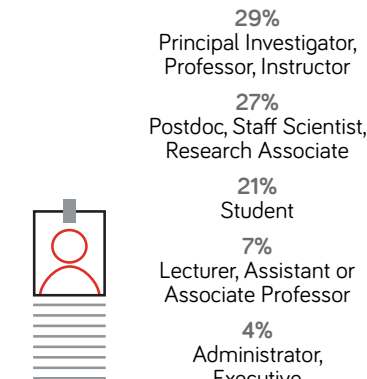 29%
Principal Investigator,
Professor, Instructor
27%
Postdoc, Staff Scientist,
Research Associate
21%
Student
7%
Lecturer, Assistant or
Associate Professor
4%
Administrator,
Executive